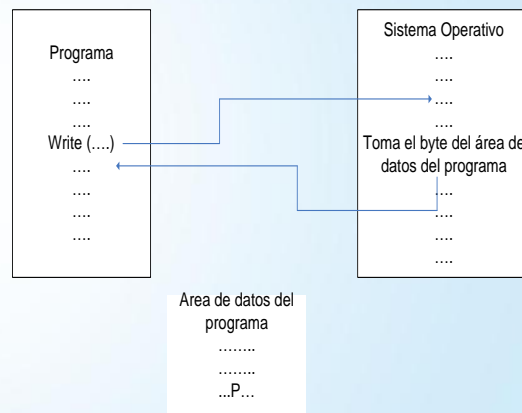 Programa
….
….
….
Write (….)
….
….
….
….
Sistema Operativo
….
….
….
….
Toma el byte del área de
datos del programa
….
….
….
….
Area de datos del
programa
……..
……..
...P…